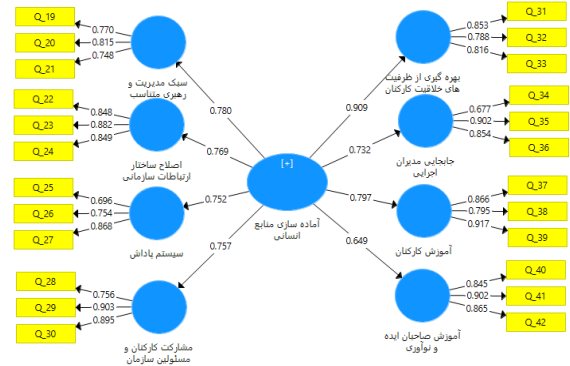 Q_19
0.770
Q_20
0.815
Q_21
0.748
سبک مدیریت و
رهبری متناسب
0.780
Q_22
0.848
Q_23
0.882
Q_24
0.849
اصلاح ساختار
ارتباطات سازمانی
0.769
Q_25
0.696
Q_26
0.754
Q_27
0.868
سیستم پاداش
0.752
Q_28
0.756
Q_29
0.903
Q_30
0.895
مشارکت کارکنان و
مسئولین سازمان
0.757
[+]
آماده سازی منابع
انسانی
Q_31
0.853
Q_32
0.788
Q_33
0.816
بهره گیری از ظرفیت
های خلاقیت کارکنان
0.909
Q_34
0.677
Q_35
0.902
Q_36
0.854
جابجایی مدیران
اجرایی
0.732
Q_37
0.866
Q_38
0.795
Q_39
0.917
آموزش کارکنان
0.797
Q_40
0.845
Q_41
0.902
Q_42
0.865
آموزش صاحبان ایده
و نوآوری
0.649